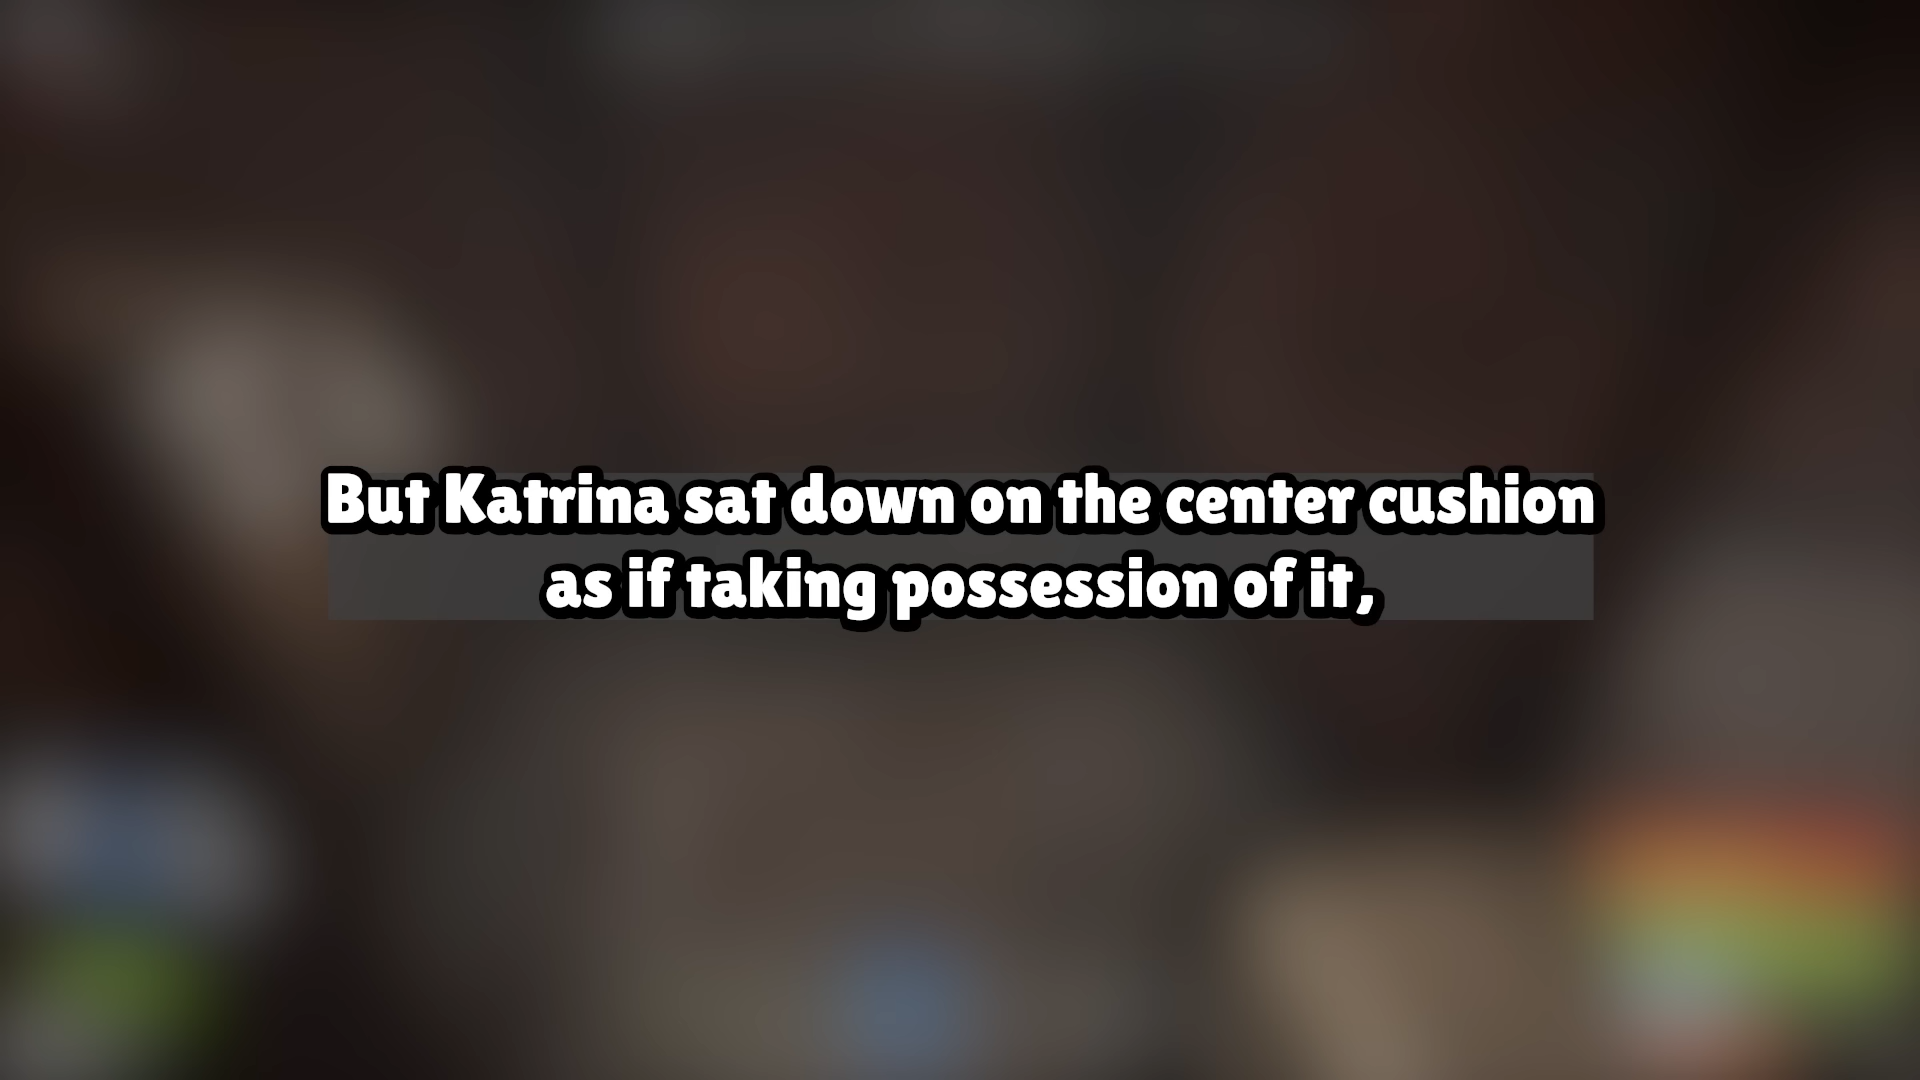 But Katrina sat down on the center cushion
as if taking possession of it,